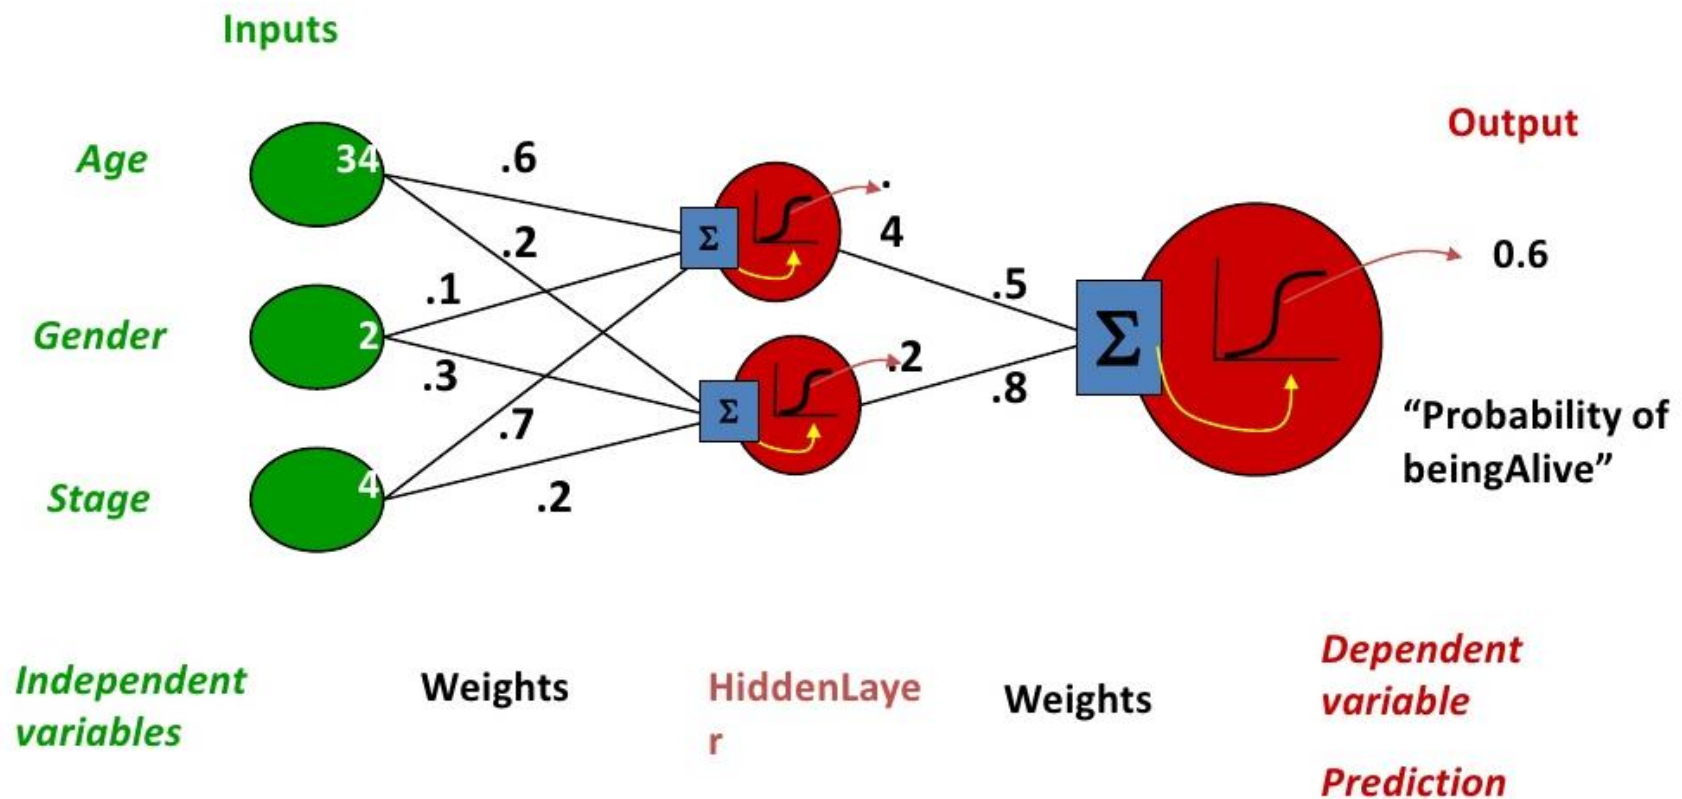 Inputs
Output
Age
34
.6
.2
Gender
2
.1
.3
Stage
4
.7
.2
Σ
.
4
Σ
.2
.5
.8
Σ
0.6
“Probability of
beingAlive”
Independent
variables
Weights
HiddenLaye
r
Weights
Dependent
variable
Prediction